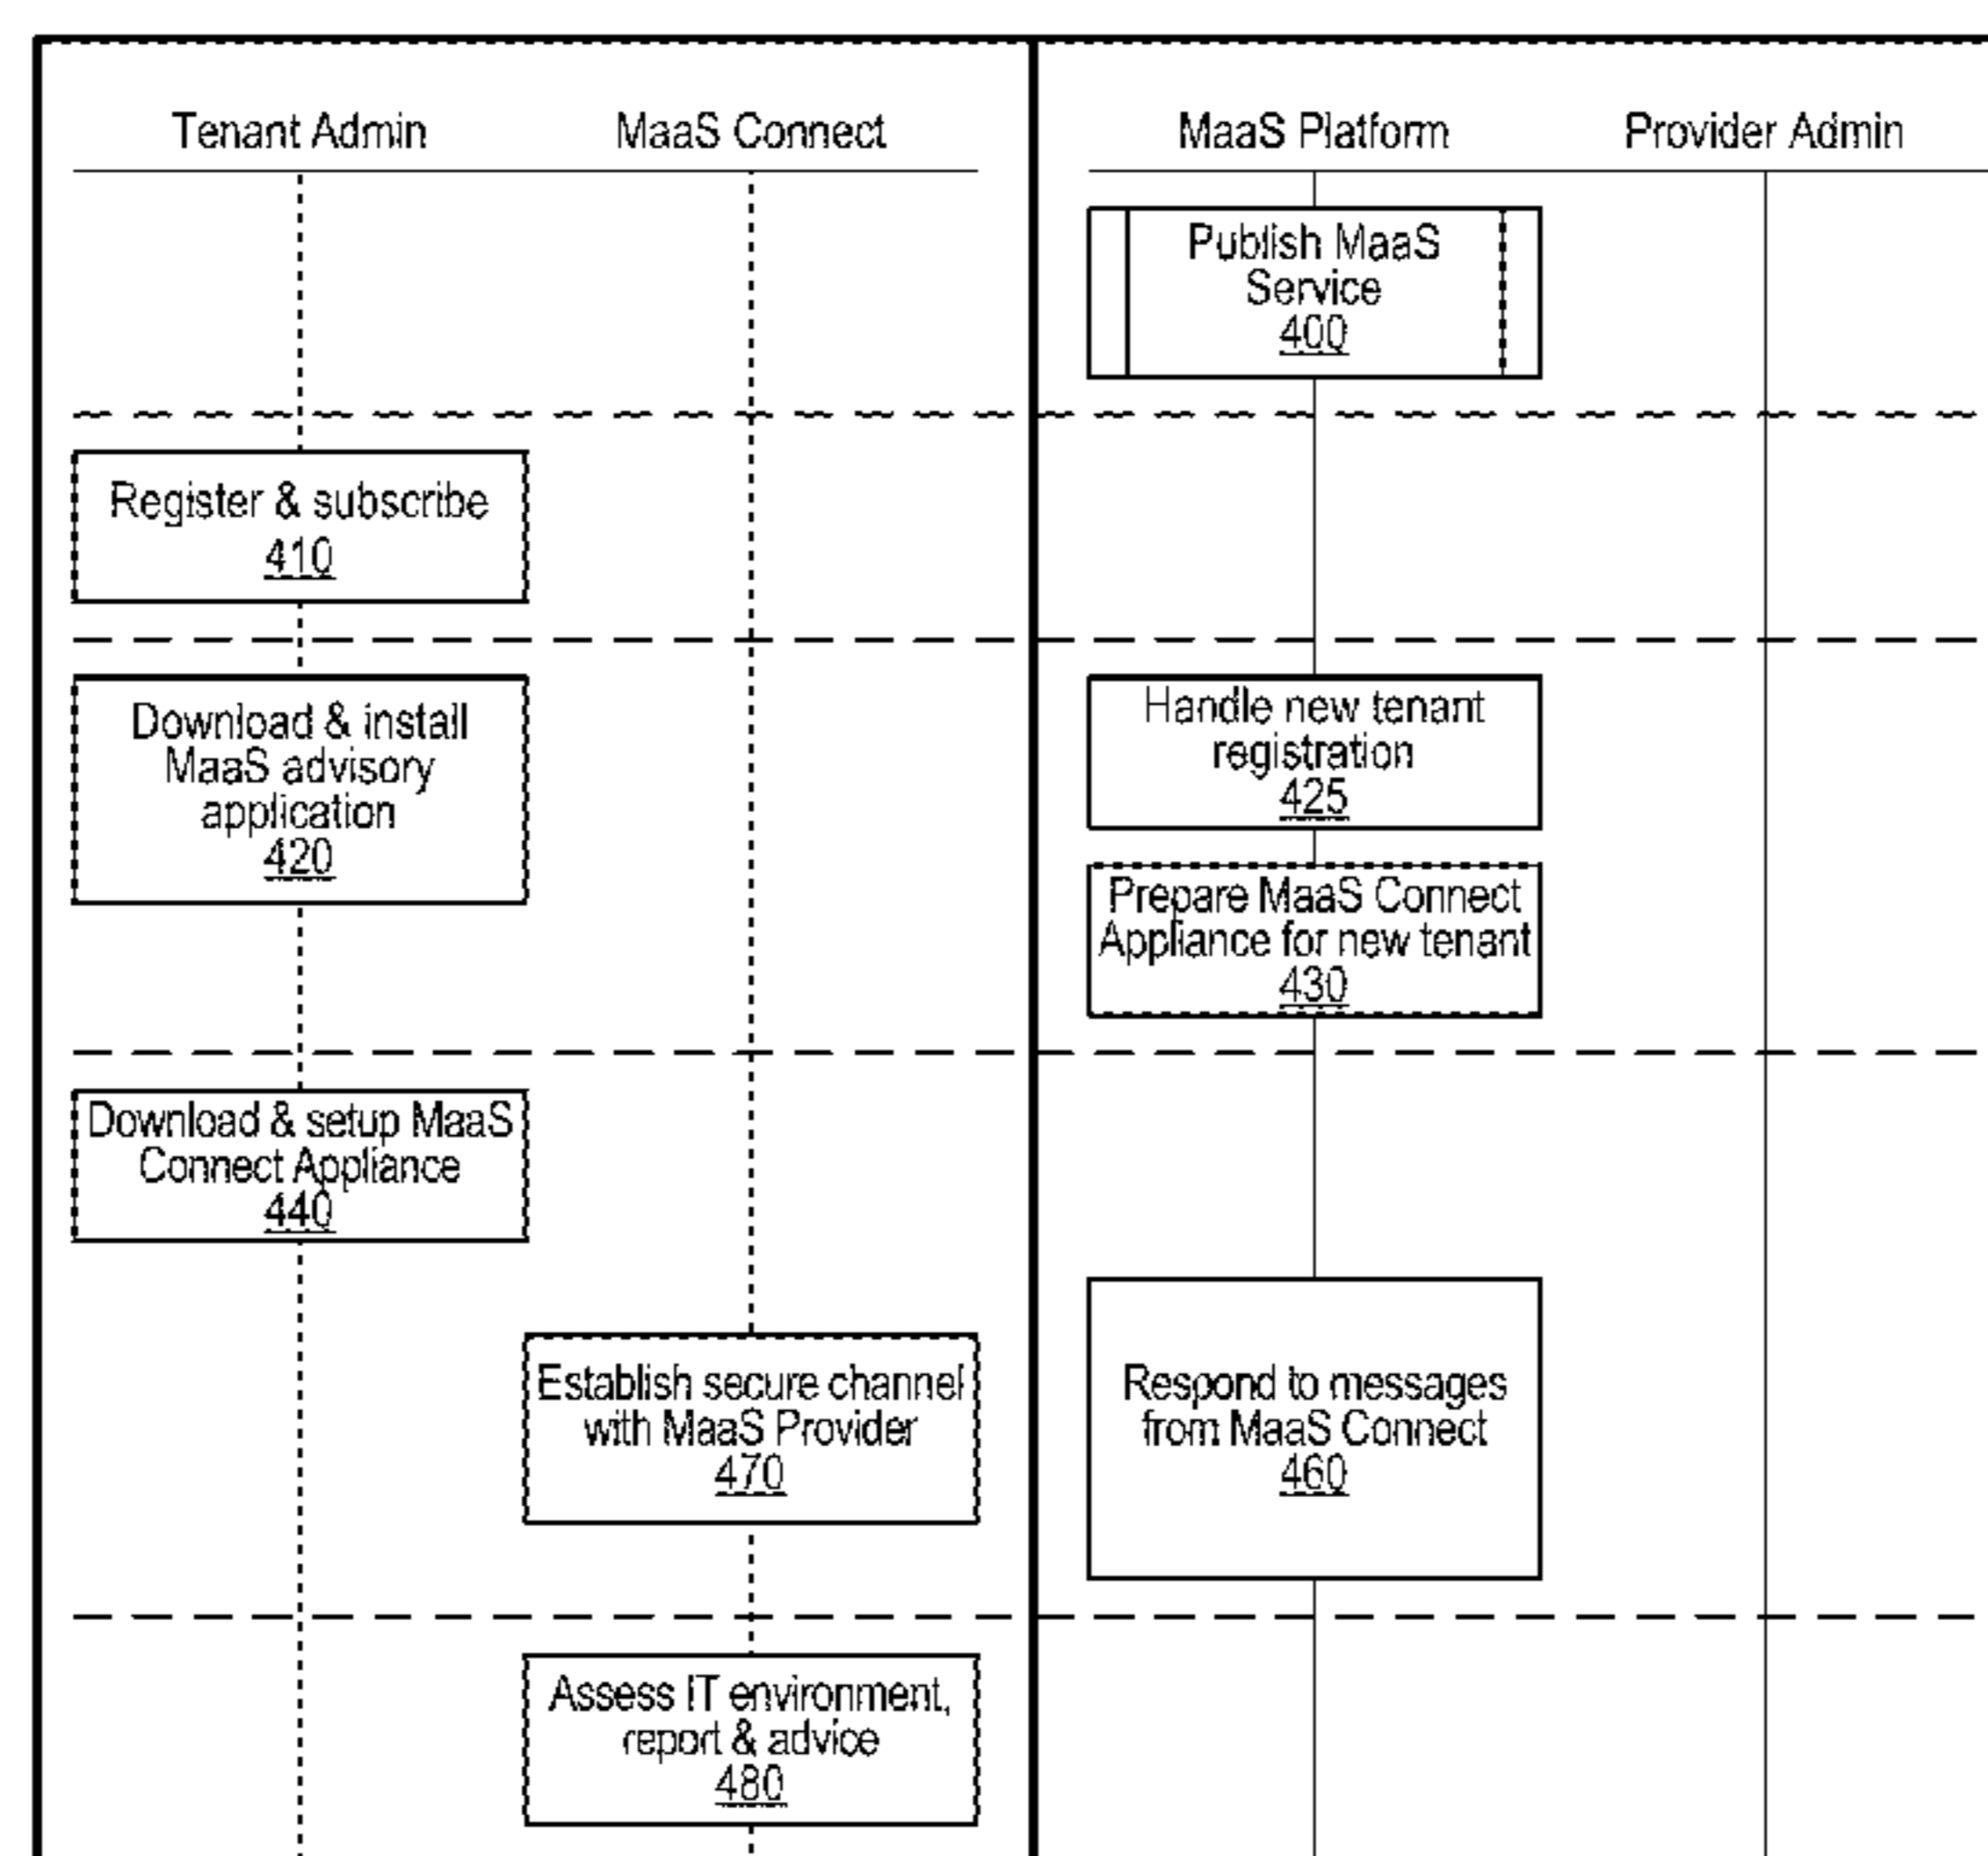 Tenant Admin
MaaS Connect
MaaS Platform
Provider Admin
Publish MaaS
Service
400
Register & subscribe
410
Download & install
MaaS advisory
application
420
Handle new tenant
registration
425
Prepare MaaS Connect
Appliance for new tenant
430
Download & setup MaaS
Connect Appliance
440
Establish secure channel
with MaaS Provider
470
Respond to messages
from MaaS Connect
460
Assess IT environment,
report & advice
480